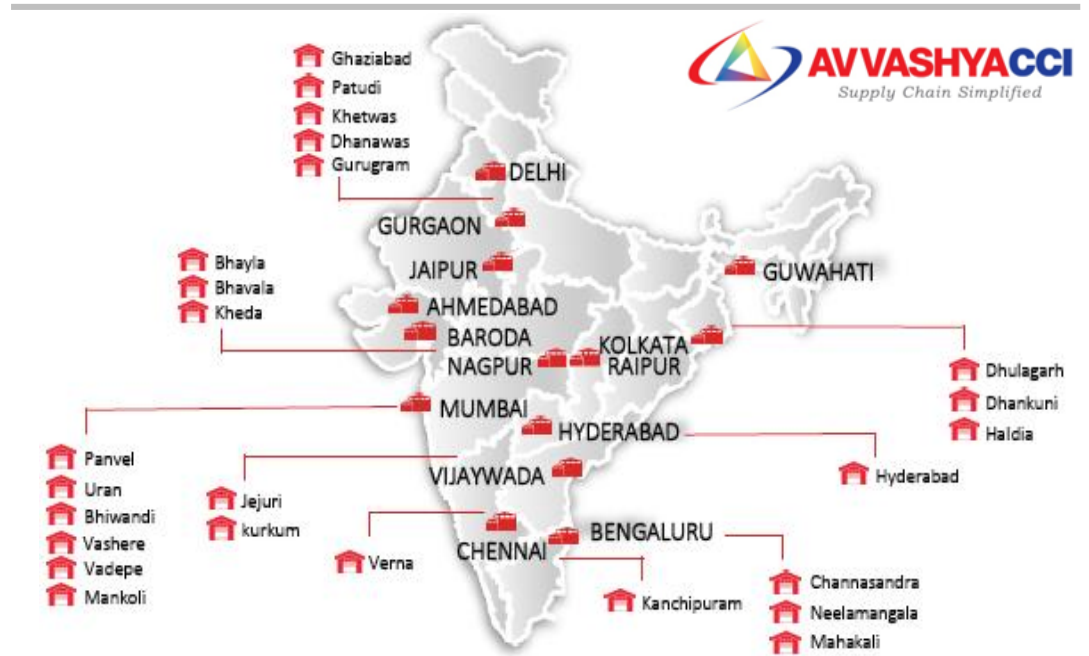 AVVASHYACCI
Supply Chain Simplified
Ghaziabad
Patudi
Khetwas
Dhanawas
Gurugram
DELHI
GURGAON
JAIPUR
GUWAHATI
Bhayla
Bhavala
Kheda
AHMEDABAD
BARODA
NAGPUR
KOLKATA
RAIPUR
Dhulagarh
Dhankuni
Haldia
MUMBAI
HYDERABAD
Panvel
Uran
Bhiwandi
Vashere
Vadepe
Mankoli
Jejuri
kurkum
VIJAYWADA
Hyderabad
Verna
CHENNAI
BENGALURU
Kanchipuram
Channasandra
Neelamangala
Mahakali